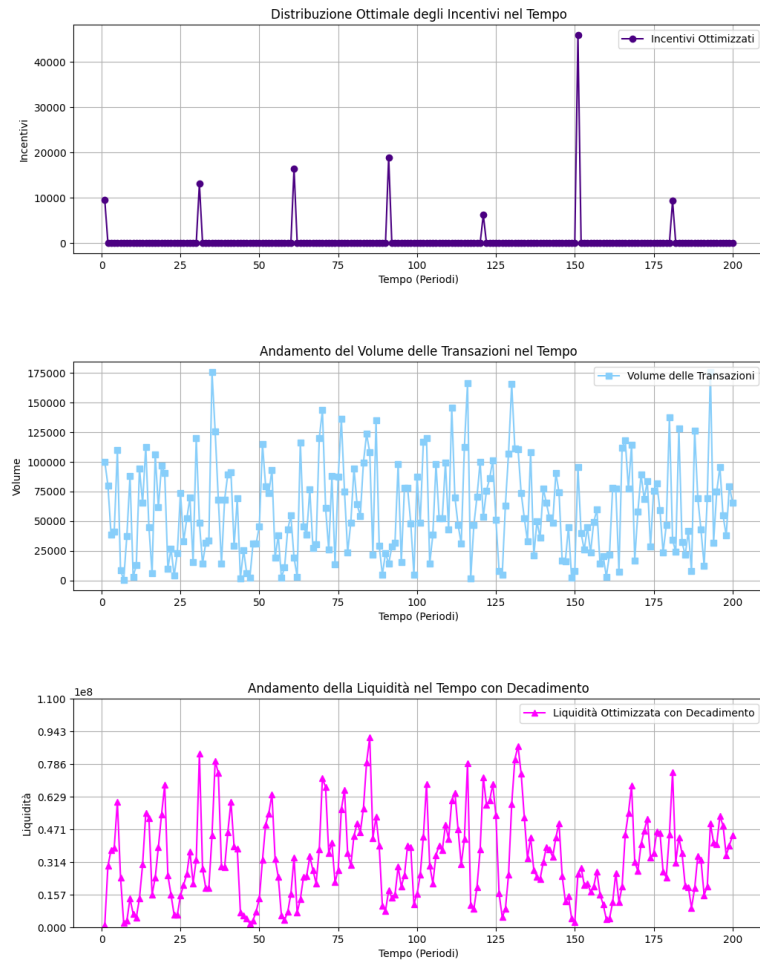 Distribuzione Ottimale degli Incentivi nel Tempo
Incentivi Ottimizzati
40000
30000
20000
10000
0
Incentivi
0 25 50 75 100 125 150 175 200
Tempo (Periodi)
Andamento del Volume delle Transazioni nel Tempo
Volume delle Transazioni
175000
150000
125000
100000
75000
50000
25000
0
Volume
0 25 50 75 100 125 150 175 200
Tempo (Periodi)
Andamento della Liquidità nel Tempo con Decadimento
1e8
Liquidità Ottimizzata con Decadimento
1.100
0.943
0.786
0.629
0.471
0.314
0.157
0.000
Liquidità
0 25 50 75 100 125 150 175 200
Tempo (Periodi)